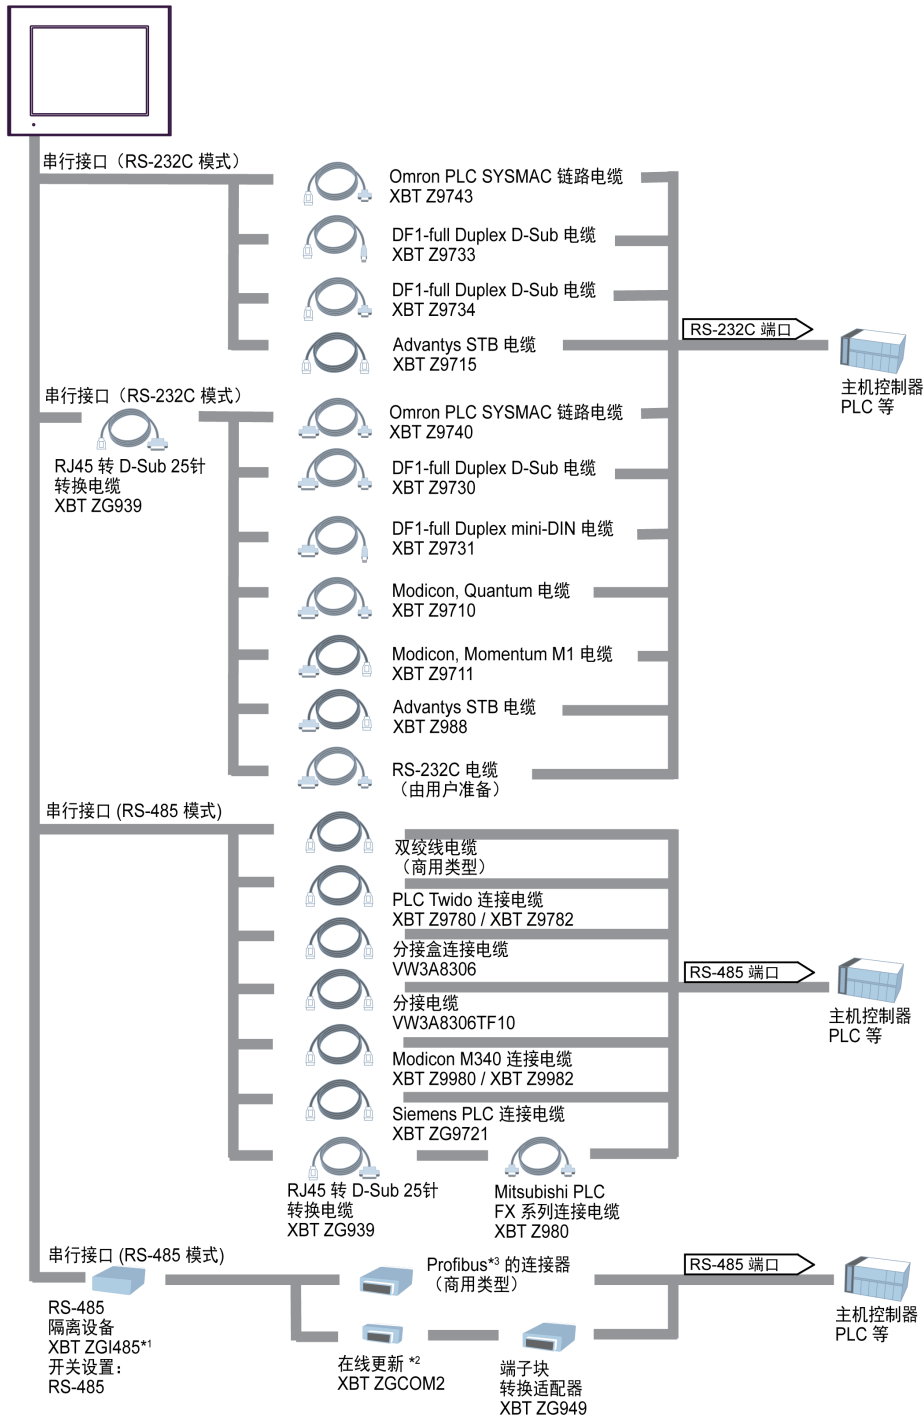 串行接口（RS-232C 模式）
Omron PLC SYSMAC 链路电缆
XBT Z9743
DF1-full Duplex D-Sub 电缆
XBT Z9733
DF1-full Duplex D-Sub 电缆
XBT Z9734
Advantys STB 电缆
XBT Z9715
RS-232C 端口
主机控制器
PLC 等
串行接口（RS-232C 模式）
RJ45 转 D-Sub 25针
转换电缆
XBT ZG939
Omron PLC SYSMAC 链路电缆
XBT Z9740
DF1-full Duplex D-Sub 电缆
XBT Z9730
DF1-full Duplex mini-DIN 电缆
XBT Z9731
Modicon, Quantum 电缆
XBT Z9710
Modicon, Momentum M1 电缆
XBT Z9711
Advantys STB 电缆
XBT Z988
RS-232C 电缆
（由用户准备）
串行接口 (RS-485 模式)
双绞线电缆
（商用类型）
PLC Twido 连接电缆
XBT Z9780 / XBT Z9782
分接盒连接电缆
VW3A8306
分接电缆
VW3A8306TF10
Modicon M340 连接电缆
XBT Z9980 / XBT Z9982
Siemens PLC 连接电缆
XBT ZG9721
RS-485 端口
主机控制器
PLC 等
RJ45 转 D-Sub 25针
转换电缆
XBT ZG939
Mitsubishi PLC
FX 系列连接电缆
XBT Z980
串行接口 (RS-485 模式)
RS-485
隔离设备
XBT ZGI485*1
开关设置：
RS-485
Profibus*3 的连接器
（商用类型）
在线更新 *2
XBT ZGCOM2
端子块
转换适配器
XBT ZG949
RS-485 端口
主机控制器
PLC 等